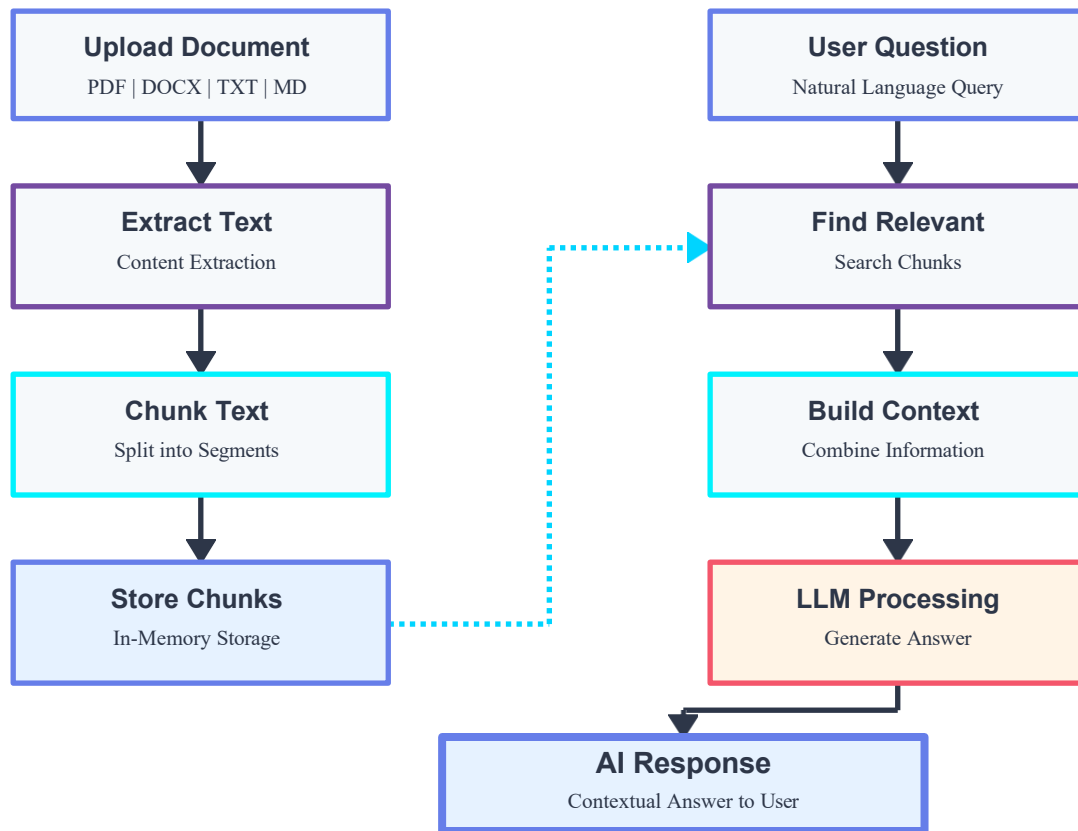 Upload Document
PDF | DOCX | TXT | MD
Extract Text
Content Extraction
Chunk Text
Split into Segments
Store Chunks
In-Memory Storage
User Question
Natural Language Query
Find Relevant
Search Chunks
Build Context
Combine Information
LLM Processing
Generate Answer
AI Response
Contextual Answer to User